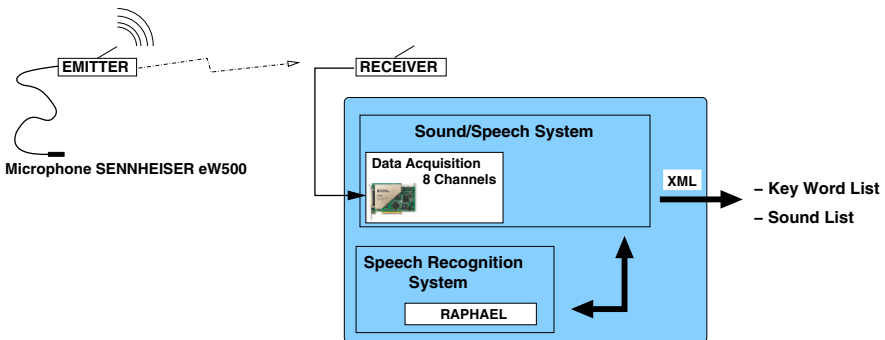 EMITTER
RECEIVER
Microphone SENNHEISER eW500
Sound/Speech System
Data Acquisition
8 Channels
XML
– Key Word List
– Sound List
Speech Recognition
System
RAPHAEL